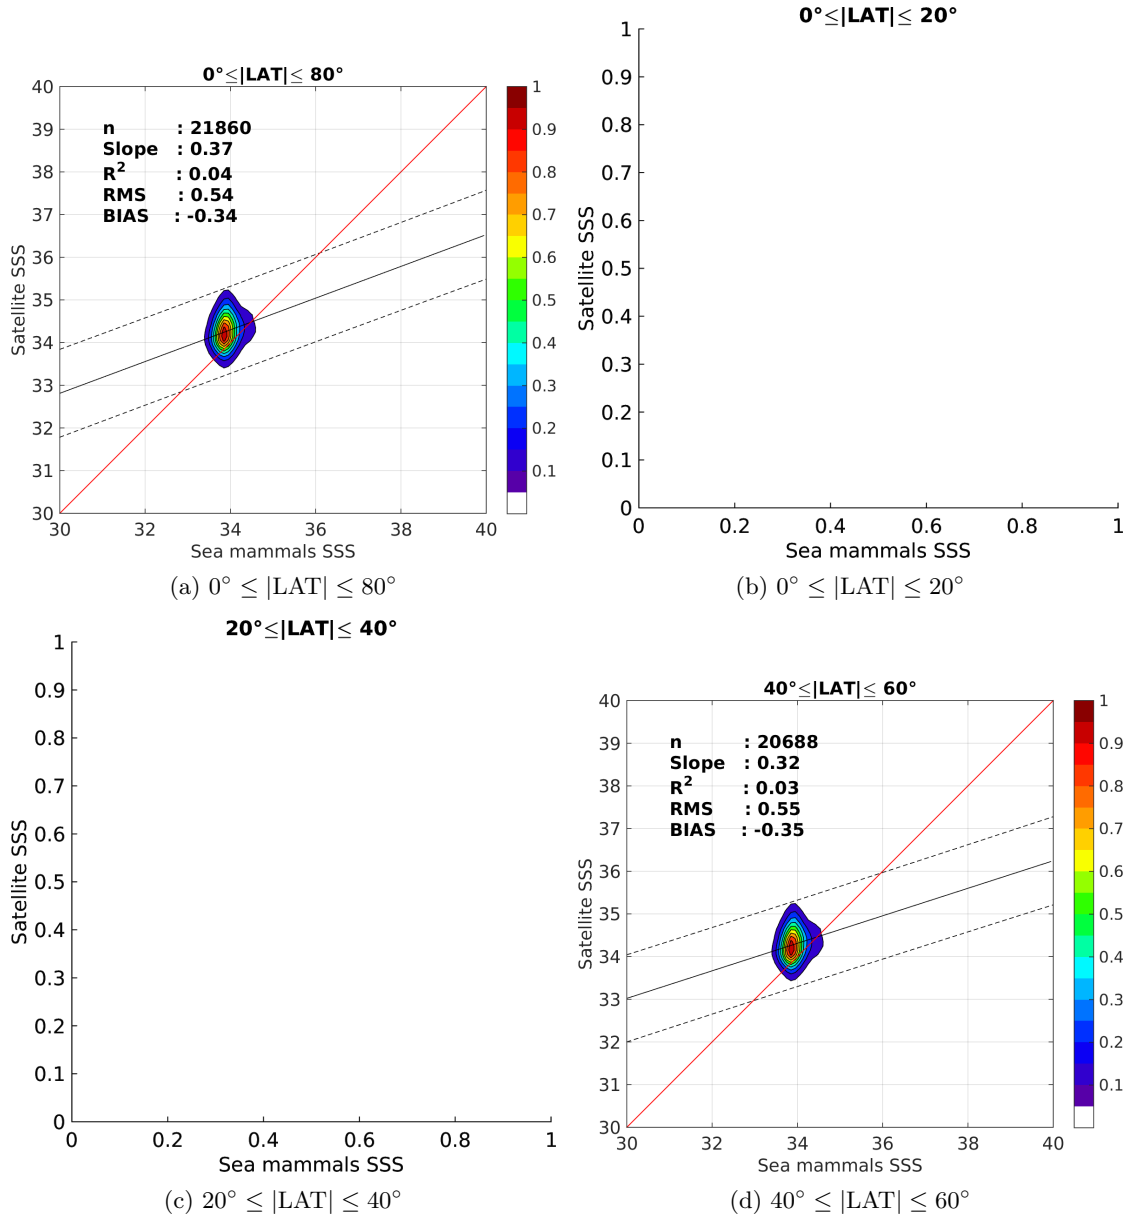 0°≤|LAT|≤ 80°
40
39
38
37
36
35
34
33
32
31
30
Satellite SSS
n : 21860
Slope : 0.37
R2 : 0.04
RMS : 0.54
BIAS : -0.34
30 32 34 36 38 40
Sea mammals SSS
1
0.9
0.8
0.7
0.6
0.5
0.4
0.3
0.2
0.1
(a) 0° ≤ |LAT| ≤ 80°
0°≤|LAT|≤ 20°
1
0.9
0.8
0.7
0.6
0.5
0.4
0.3
0.2
0.1
0
Satellite SSS
0 0.2 0.4 0.6 0.8 1
Sea mammals SSS
(b) 0° ≤ |LAT| ≤ 20°
20°≤|LAT|≤ 40°
1
0.9
0.8
0.7
0.6
0.5
0.4
0.3
0.2
0.1
0
Satellite SSS
0 0.2 0.4 0.6 0.8 1
Sea mammals SSS
(c) 20° ≤ |LAT| ≤ 40°
40°≤|LAT|≤ 60°
40
39
38
37
36
35
34
33
32
31
30
Satellite SSS
n : 20688
Slope : 0.32
R2 : 0.03
RMS : 0.55
BIAS : -0.35
30 32 34 36 38 40
Sea mammals SSS
1
0.9
0.8
0.7
0.6
0.5
0.4
0.3
0.2
0.1
(d) 40° ≤ |LAT| ≤ 60°